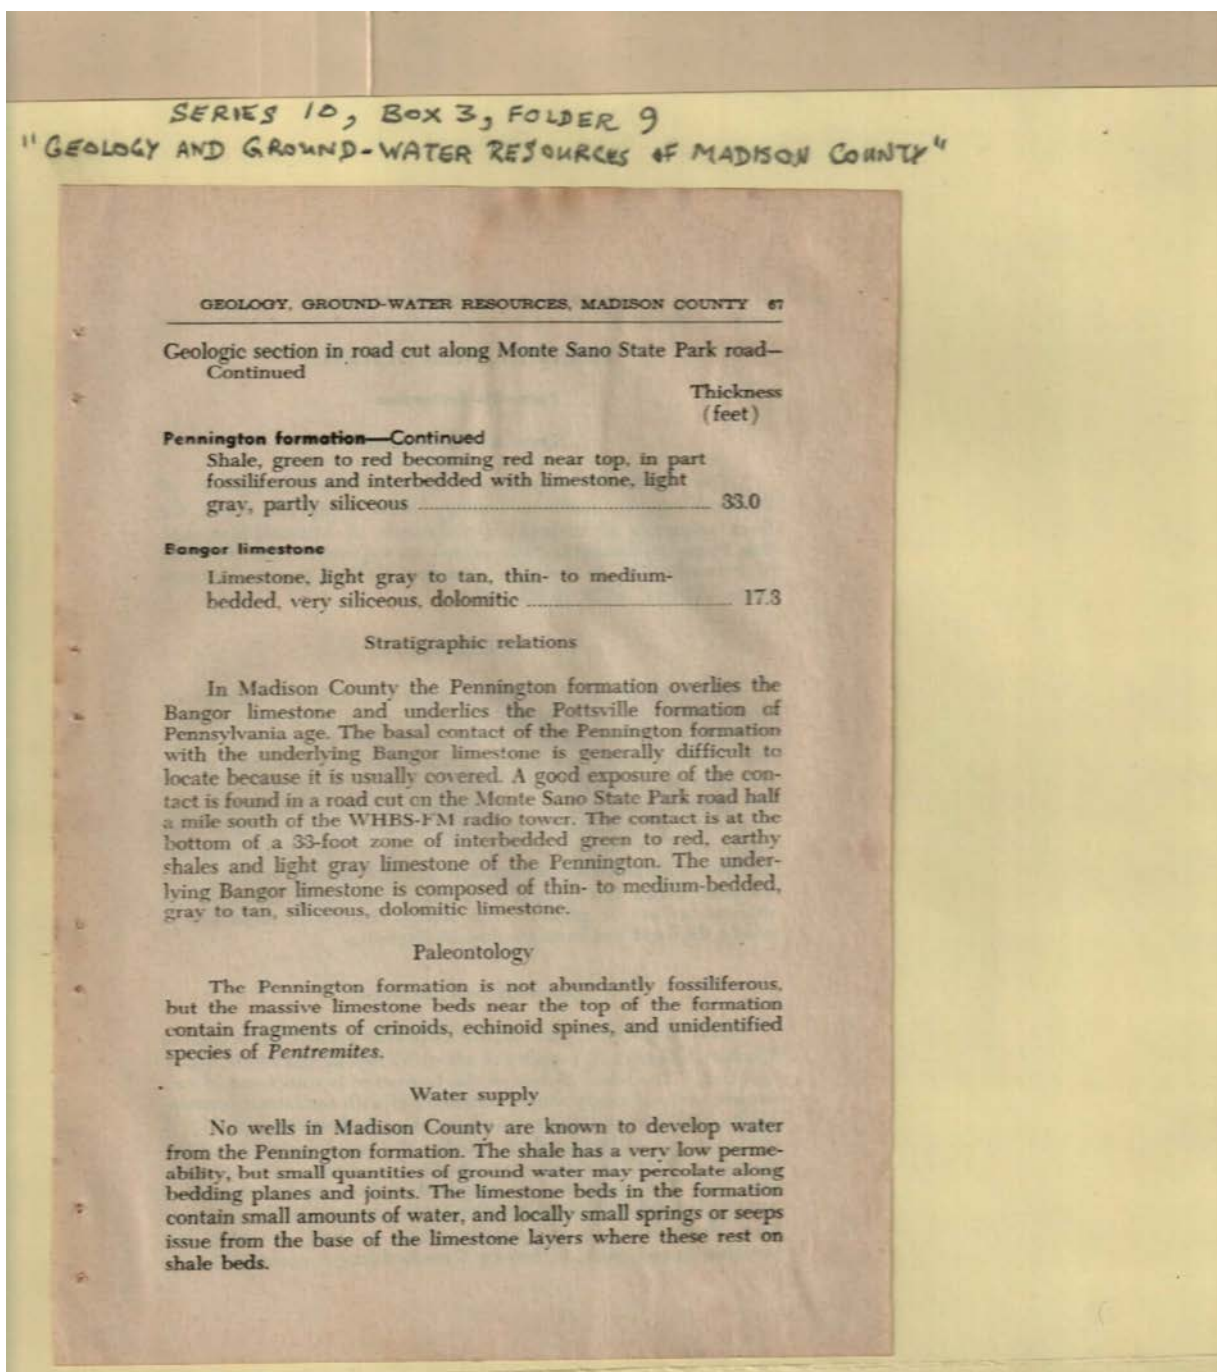 SERIES 10, BOX 3, FOLDER 9
"GEOLOGY AND GROUND-WATER RESOURCES OF MADISON COUNTY"
GEOLOGY, GROUND-WATER RESOURCES, MADISON COUNTY 67
Geologic section in road cut along Monte Sano State Park road—
Continued
Thickness
(feet)
Pennington formation—Continued
Shale, green to red becoming red near top, in part
fossiliferous and interbedded with limestone, light
gray, partly siliceous ........................................ 33.0
Bangor limestone
Limestone, light gray to tan, thin- to medium-
bedded, very siliceous, dolomitic ............................ 17.3
Stratigraphic relations
In Madison County the Pennington formation overlies the
Bangor limestone and underlies the Pottsville formation of
Pennsylvania age. The basal contact of the Pennington formation
with the underlying Bangor limestone is generally difficult to
locate because it is usually covered. A good exposure of the con-
tact is found in a road cut on the Monte Sano State Park road half
a mile south of the WHBS-FM radio tower. The contact is at the
bottom of a 33-foot zone of interbedded green to red, earthy
shales and light gray limestone of the Pennington. The under-
lying Bangor limestone is composed of thin- to medium-bedded,
gray to tan, siliceous, dolomitic limestone.
Paleontology
The Pennington formation is not abundantly fossiliferous,
but the massive limestone beds near the top of the formation
contain fragments of crinoids, echinoid spines, and unidentified
species of Pentremites.
Water supply
No wells in Madison County are known to develop water
from the Pennington formation. The shale has a very low perme-
ability, but small quantities of ground water may percolate along
bedding planes and joints. The limestone beds in the formation
contain small amounts of water, and locally small springs or seeps
issue from the base of the limestone layers where these rest on
shale beds.